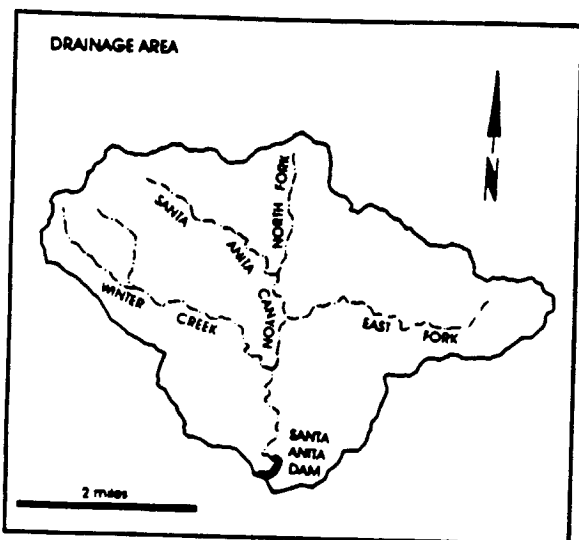 DRAINAGE AREA
N
NORTH FORK
SANTA ANITA CANYON
WINTER CREEK
EAST FORK
SANTA
ANITA
DAM
2 miles